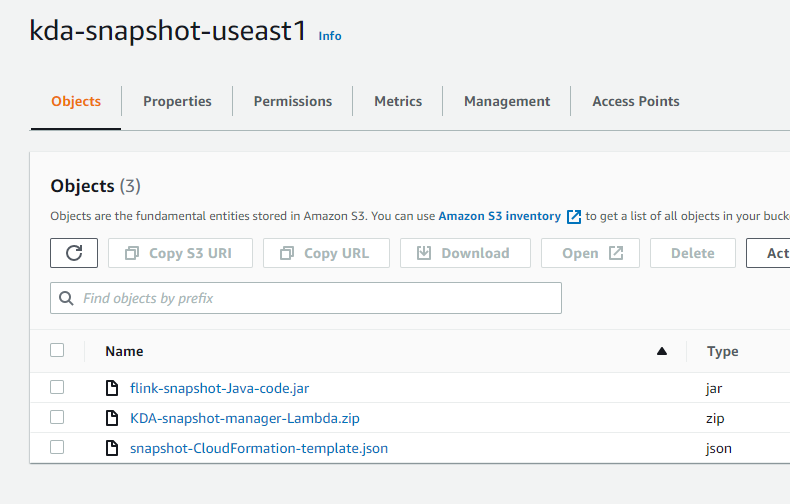 kda-snapshot-useast1 Info
Objects Properties Permissions Metrics Management Access Points
Objects (3)
Objects are the fundamental entities stored in Amazon S3. You can use Amazon S3 inventory to get a list of all objects in your buck
Copy S3 URI Copy URL Download Open Delete Act
Find objects by prefix
Name Type
flink-snapshot-Java-code.jar jar
KDA-snapshot-manager-Lambda.zip zip
snapshot-CloudFormation-template.json json